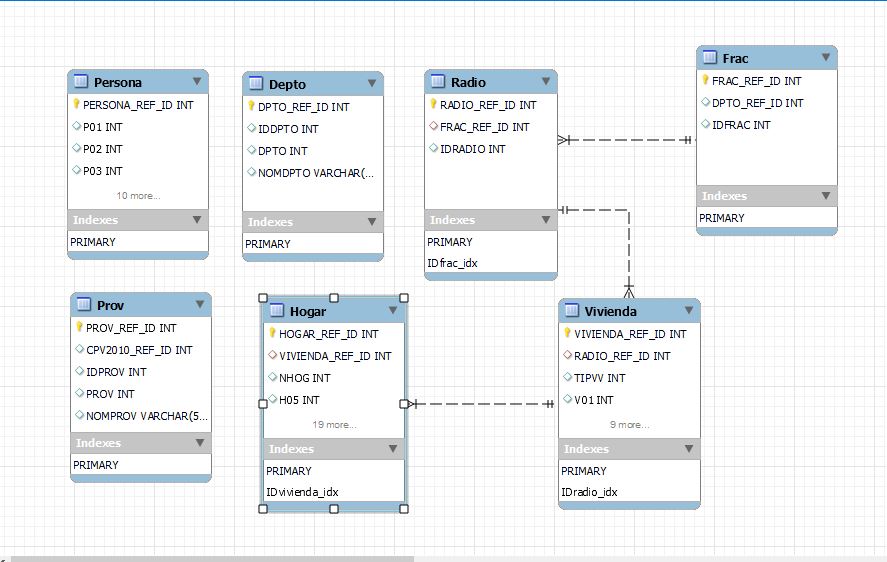 Persona
PERSONA_REF_ID INT
P01 INT
P02 INT
P03 INT
10 more...
Indexes
PRIMARY
Depto
DPTO_REF_ID INT
IDDPTO INT
DPTO INT
NOMDPTO VARCHAR(...
Indexes
PRIMARY
Radio
RADIO_REF_ID INT
FRAC_REF_ID INT
IDRADIO INT
Indexes
PRIMARY
IDfrac_idx
Frac
FRAC_REF_ID INT
DPTO_REF_ID INT
IDFRAC INT
Indexes
PRIMARY
Prov
PROV_REF_ID INT
CPV2010_REF_ID INT
IDPROV INT
PROV INT
NOMPROV VARCHAR(5...
Indexes
PRIMARY
Hogar
HOGAR_REF_ID INT
VIVIENDA_REF_ID INT
NHOG INT
H05 INT
19 more...
Indexes
PRIMARY
IDvivienda_idx
Vivienda
VIVIENDA_REF_ID INT
RADIO_REF_ID INT
TIPVV INT
V01 INT
9 more...
Indexes
PRIMARY
IDradio_idx